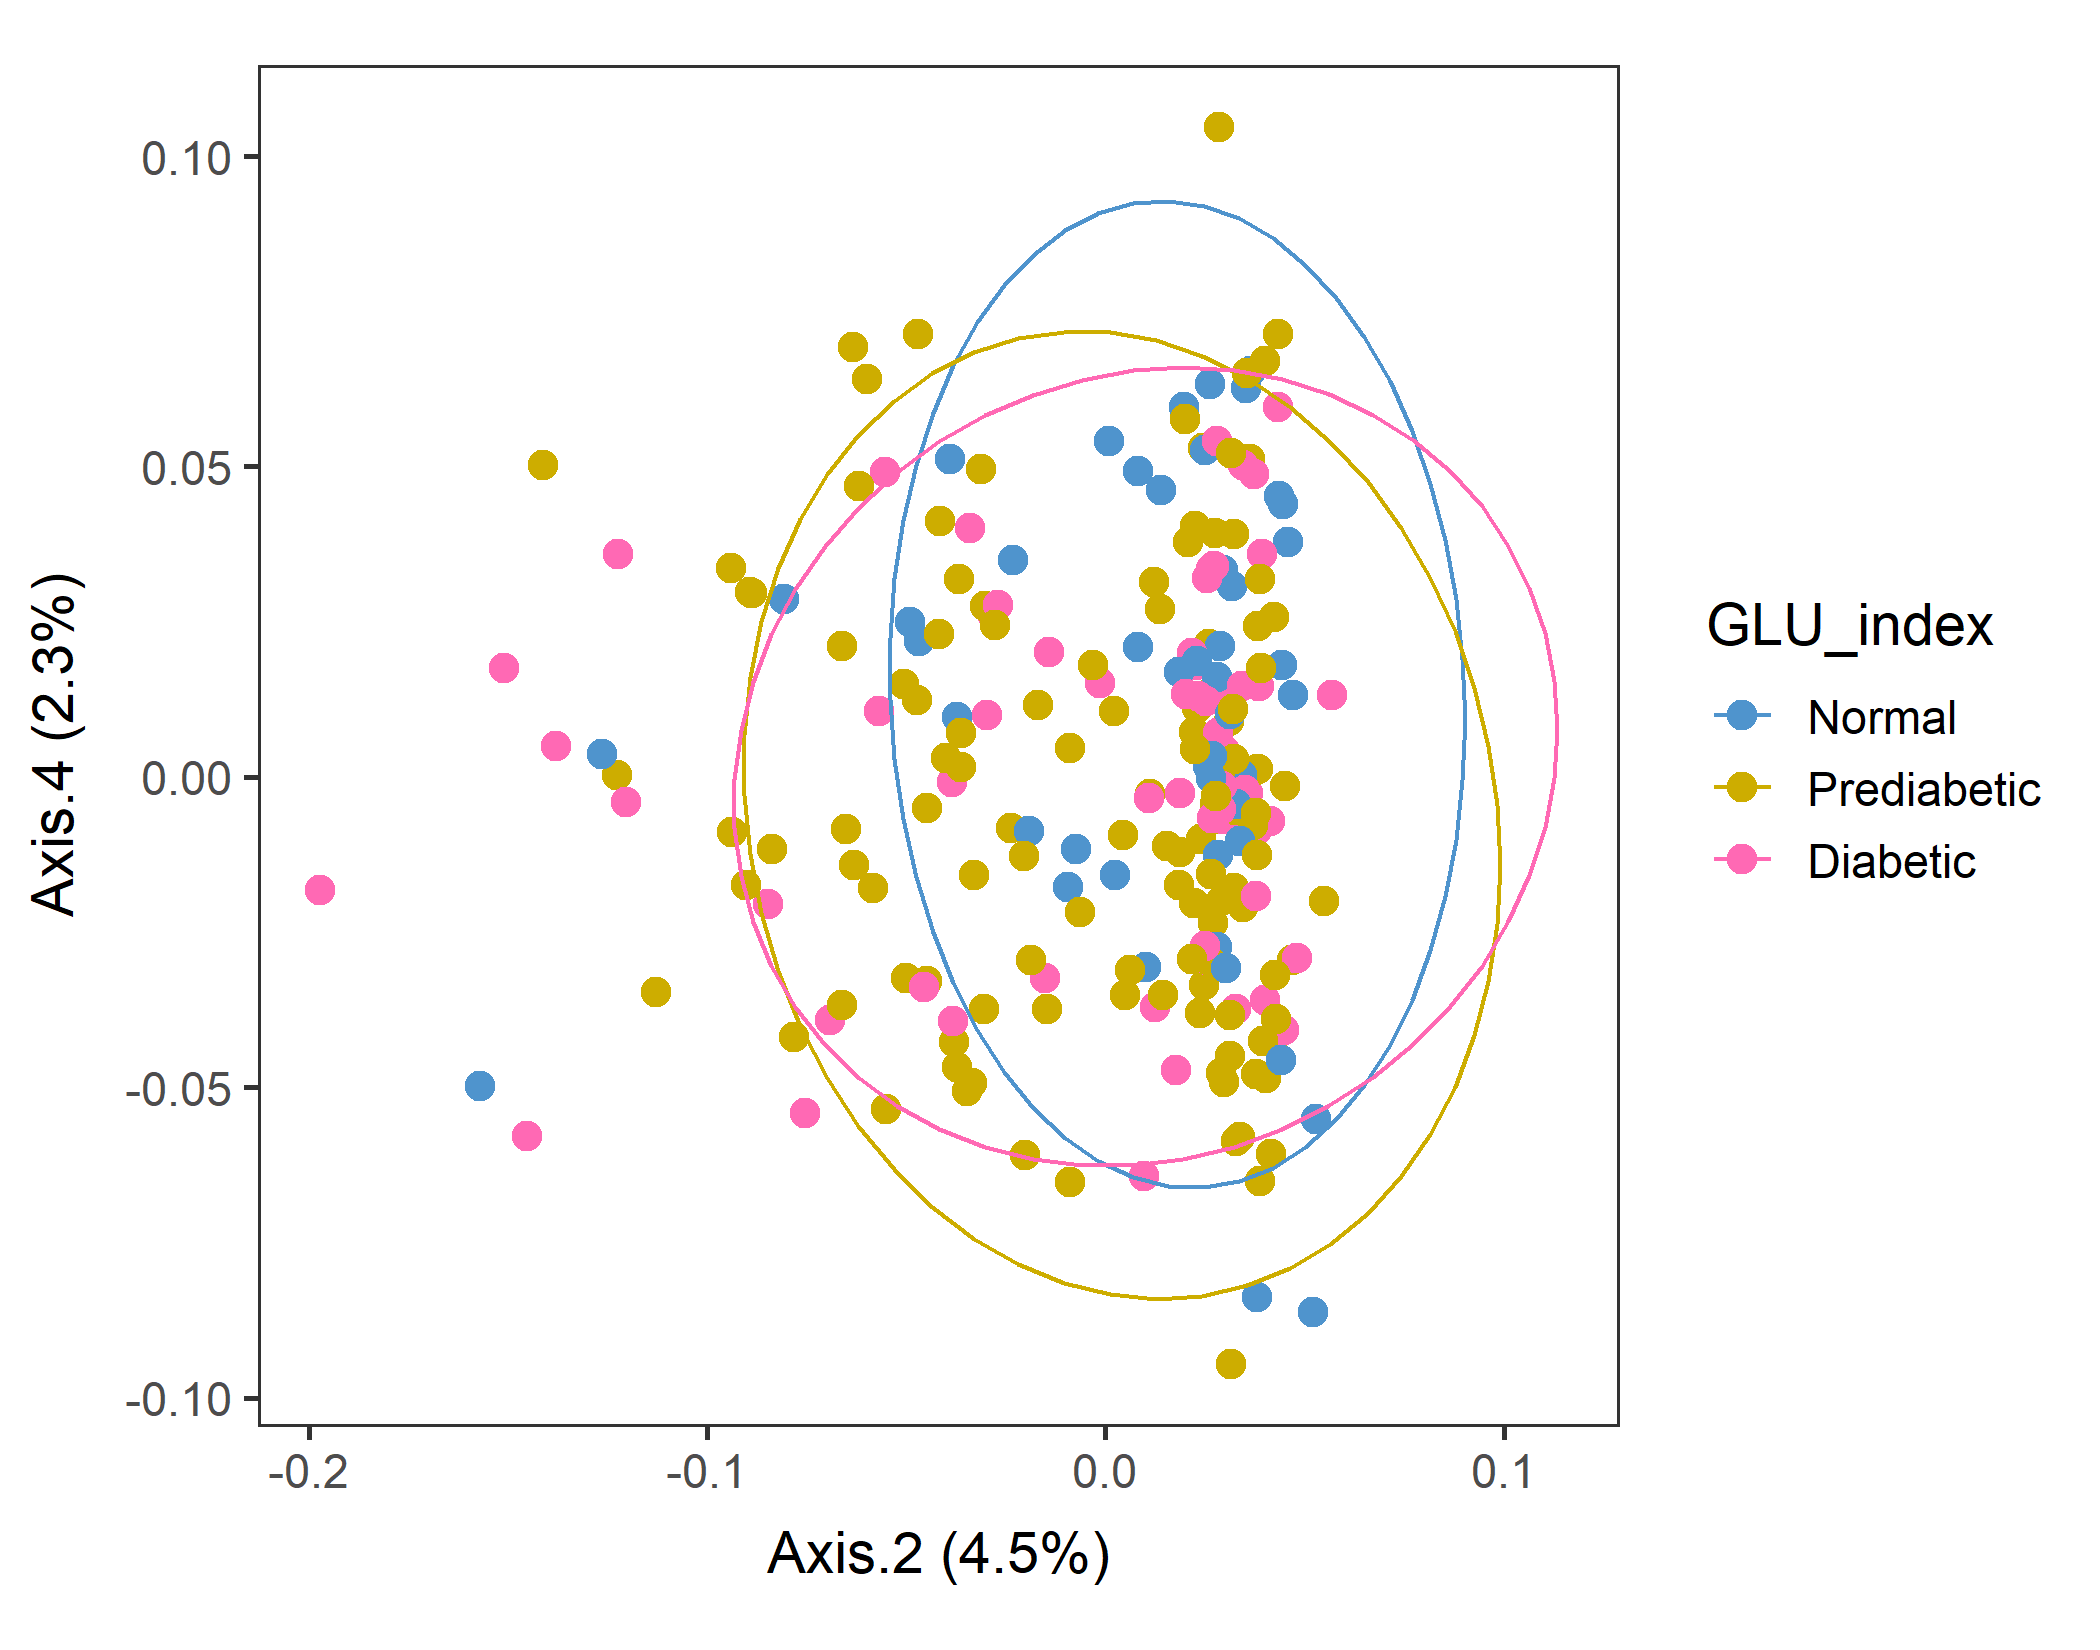 0.10
0.05
0.00
-0.05
-0.10
Axis.4 (2.3%)
-0.2
-0.1
0.0
0.1
Axis.2 (4.5%)
GLU_index
Normal
Prediabetic
Diabetic